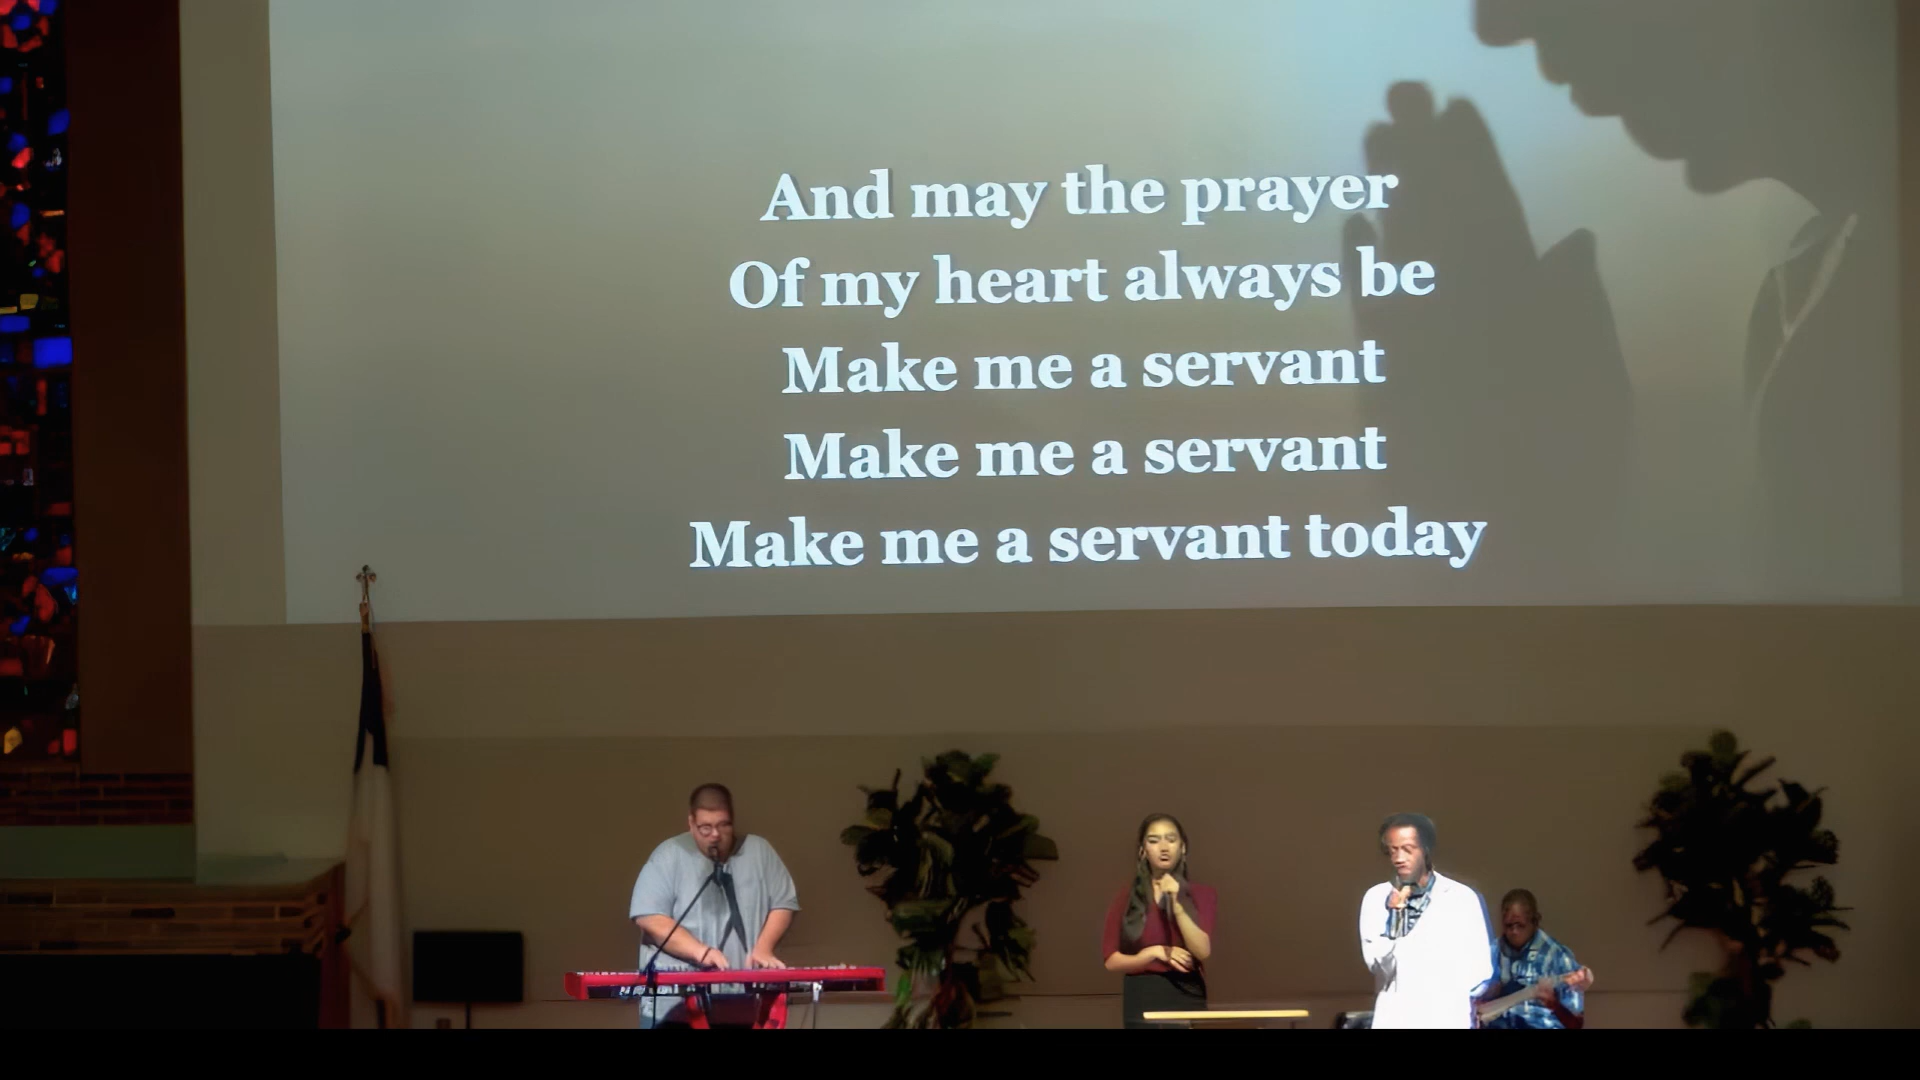 And may the prayer
Of my heart always be
Make me a servant
Make me a servant
Make me a servant today